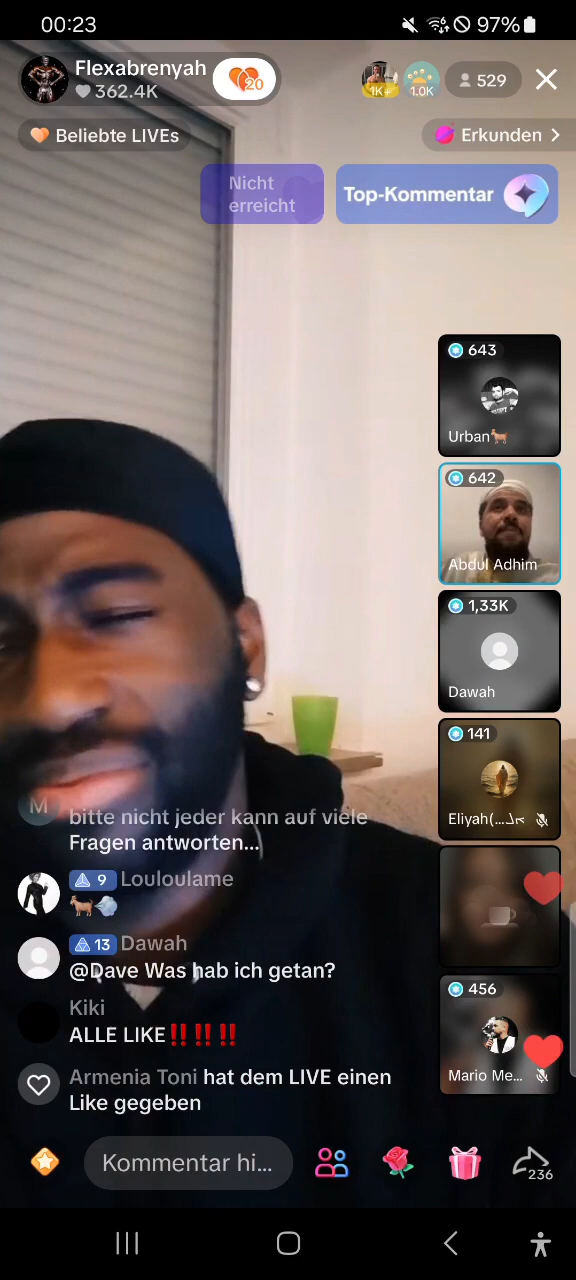 00:23
97%
Flexabrenyah
20
362.4K
1K+
1.0K
529
Beliebte LIVEs
Erkunden
Nicht
erreicht
Top-Kommentar
643
Urban🐐
642
Abdul Adhim
1,33K
Dawah
141
Eliyah(...
456
Mario Me...
M
bitte nicht jeder kann auf viele
Fragen antworten...
9 Louloulame
🐐💨
13 Dawah
@Dave Was hab ich getan?
Kiki
ALLE LIKE‼️‼️‼️
Armenia Toni hat dem LIVE einen
Like gegeben
Kommentar hi...
236